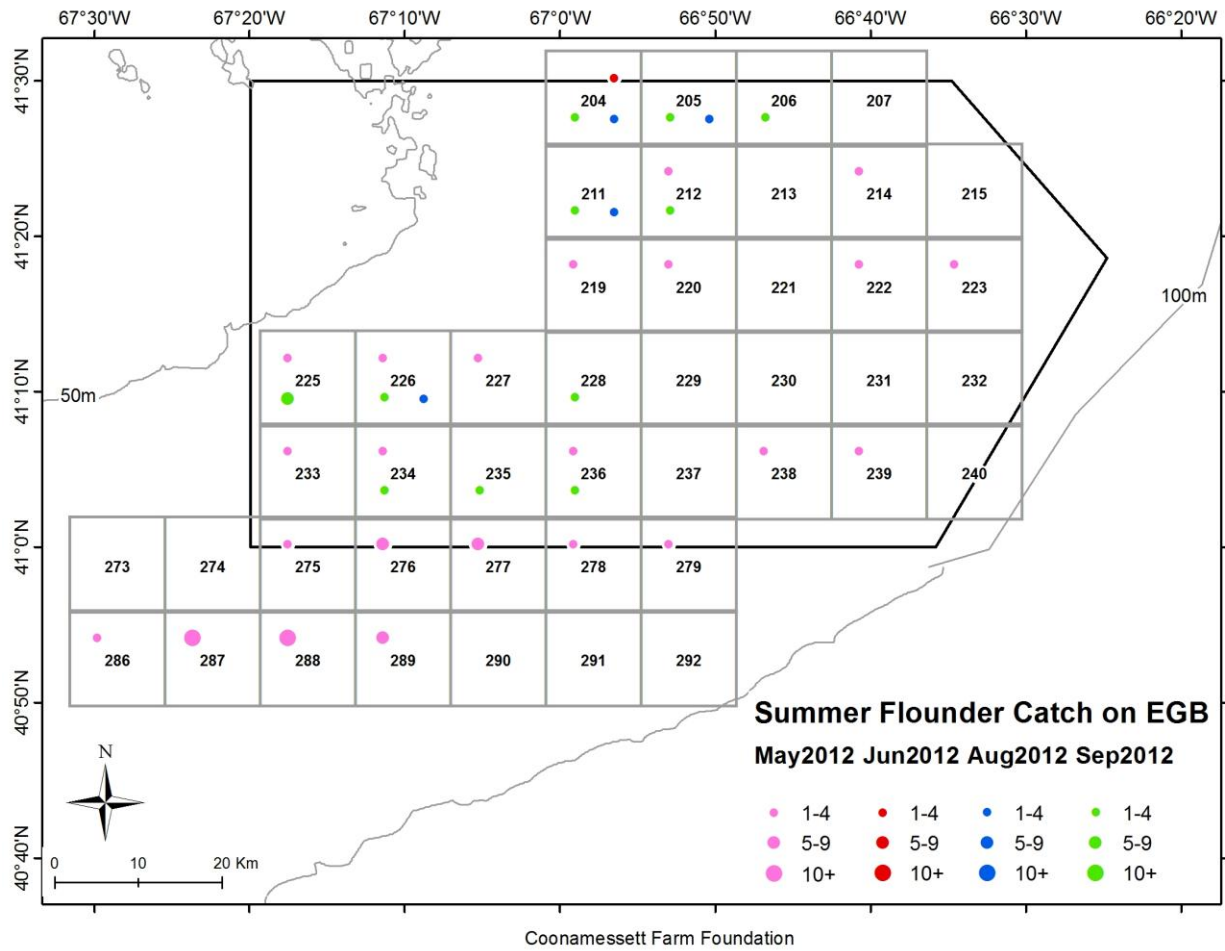 67°30'W 67°20'W 67°10'W 67°0'W 66°50'W 66°40'W 66°30'W 66°20'W
41°30'N
204 205 206 207
211 212 213 214 215
41°20'N
219 220 221 222 223
100m
225 226 227 228 229 230 231 232
41°10'N
50m
233 234 235 236 237 238 239 240
41°0'N
273 274 275 276 277 278 279
286 287 288 289 290 291 292
40°50'N
Summer Flounder Catch on EGB
May2012 Jun2012 Aug2012 Sep2012
N
1-4 1-4 1-4 1-4
5-9 5-9 5-9 5-9
10+ 10+ 10+ 10+
40°40'N
0 10 20 Km
Coonamessett Farm Foundation